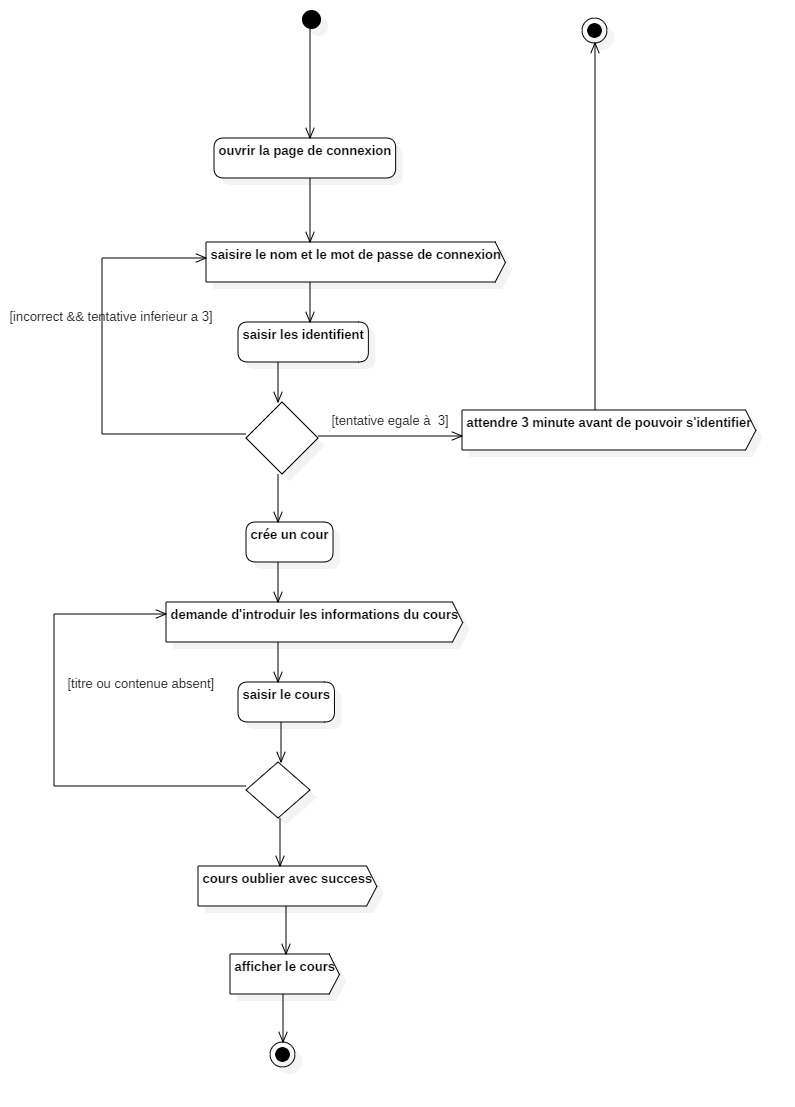 ouvrir la page de connexion
saisire le nom et le mot de passe de connexion
[incorrect && tentative inferieur a 3]
saisir les identifient
[tentative egale à  3]
attendre 3 minute avant de pouvoir s'identifier
crée un cour
demande d'introduir les informations du cours
[titre ou contenue absent]
saisir le cours
cours oublier avec success
afficher le cours